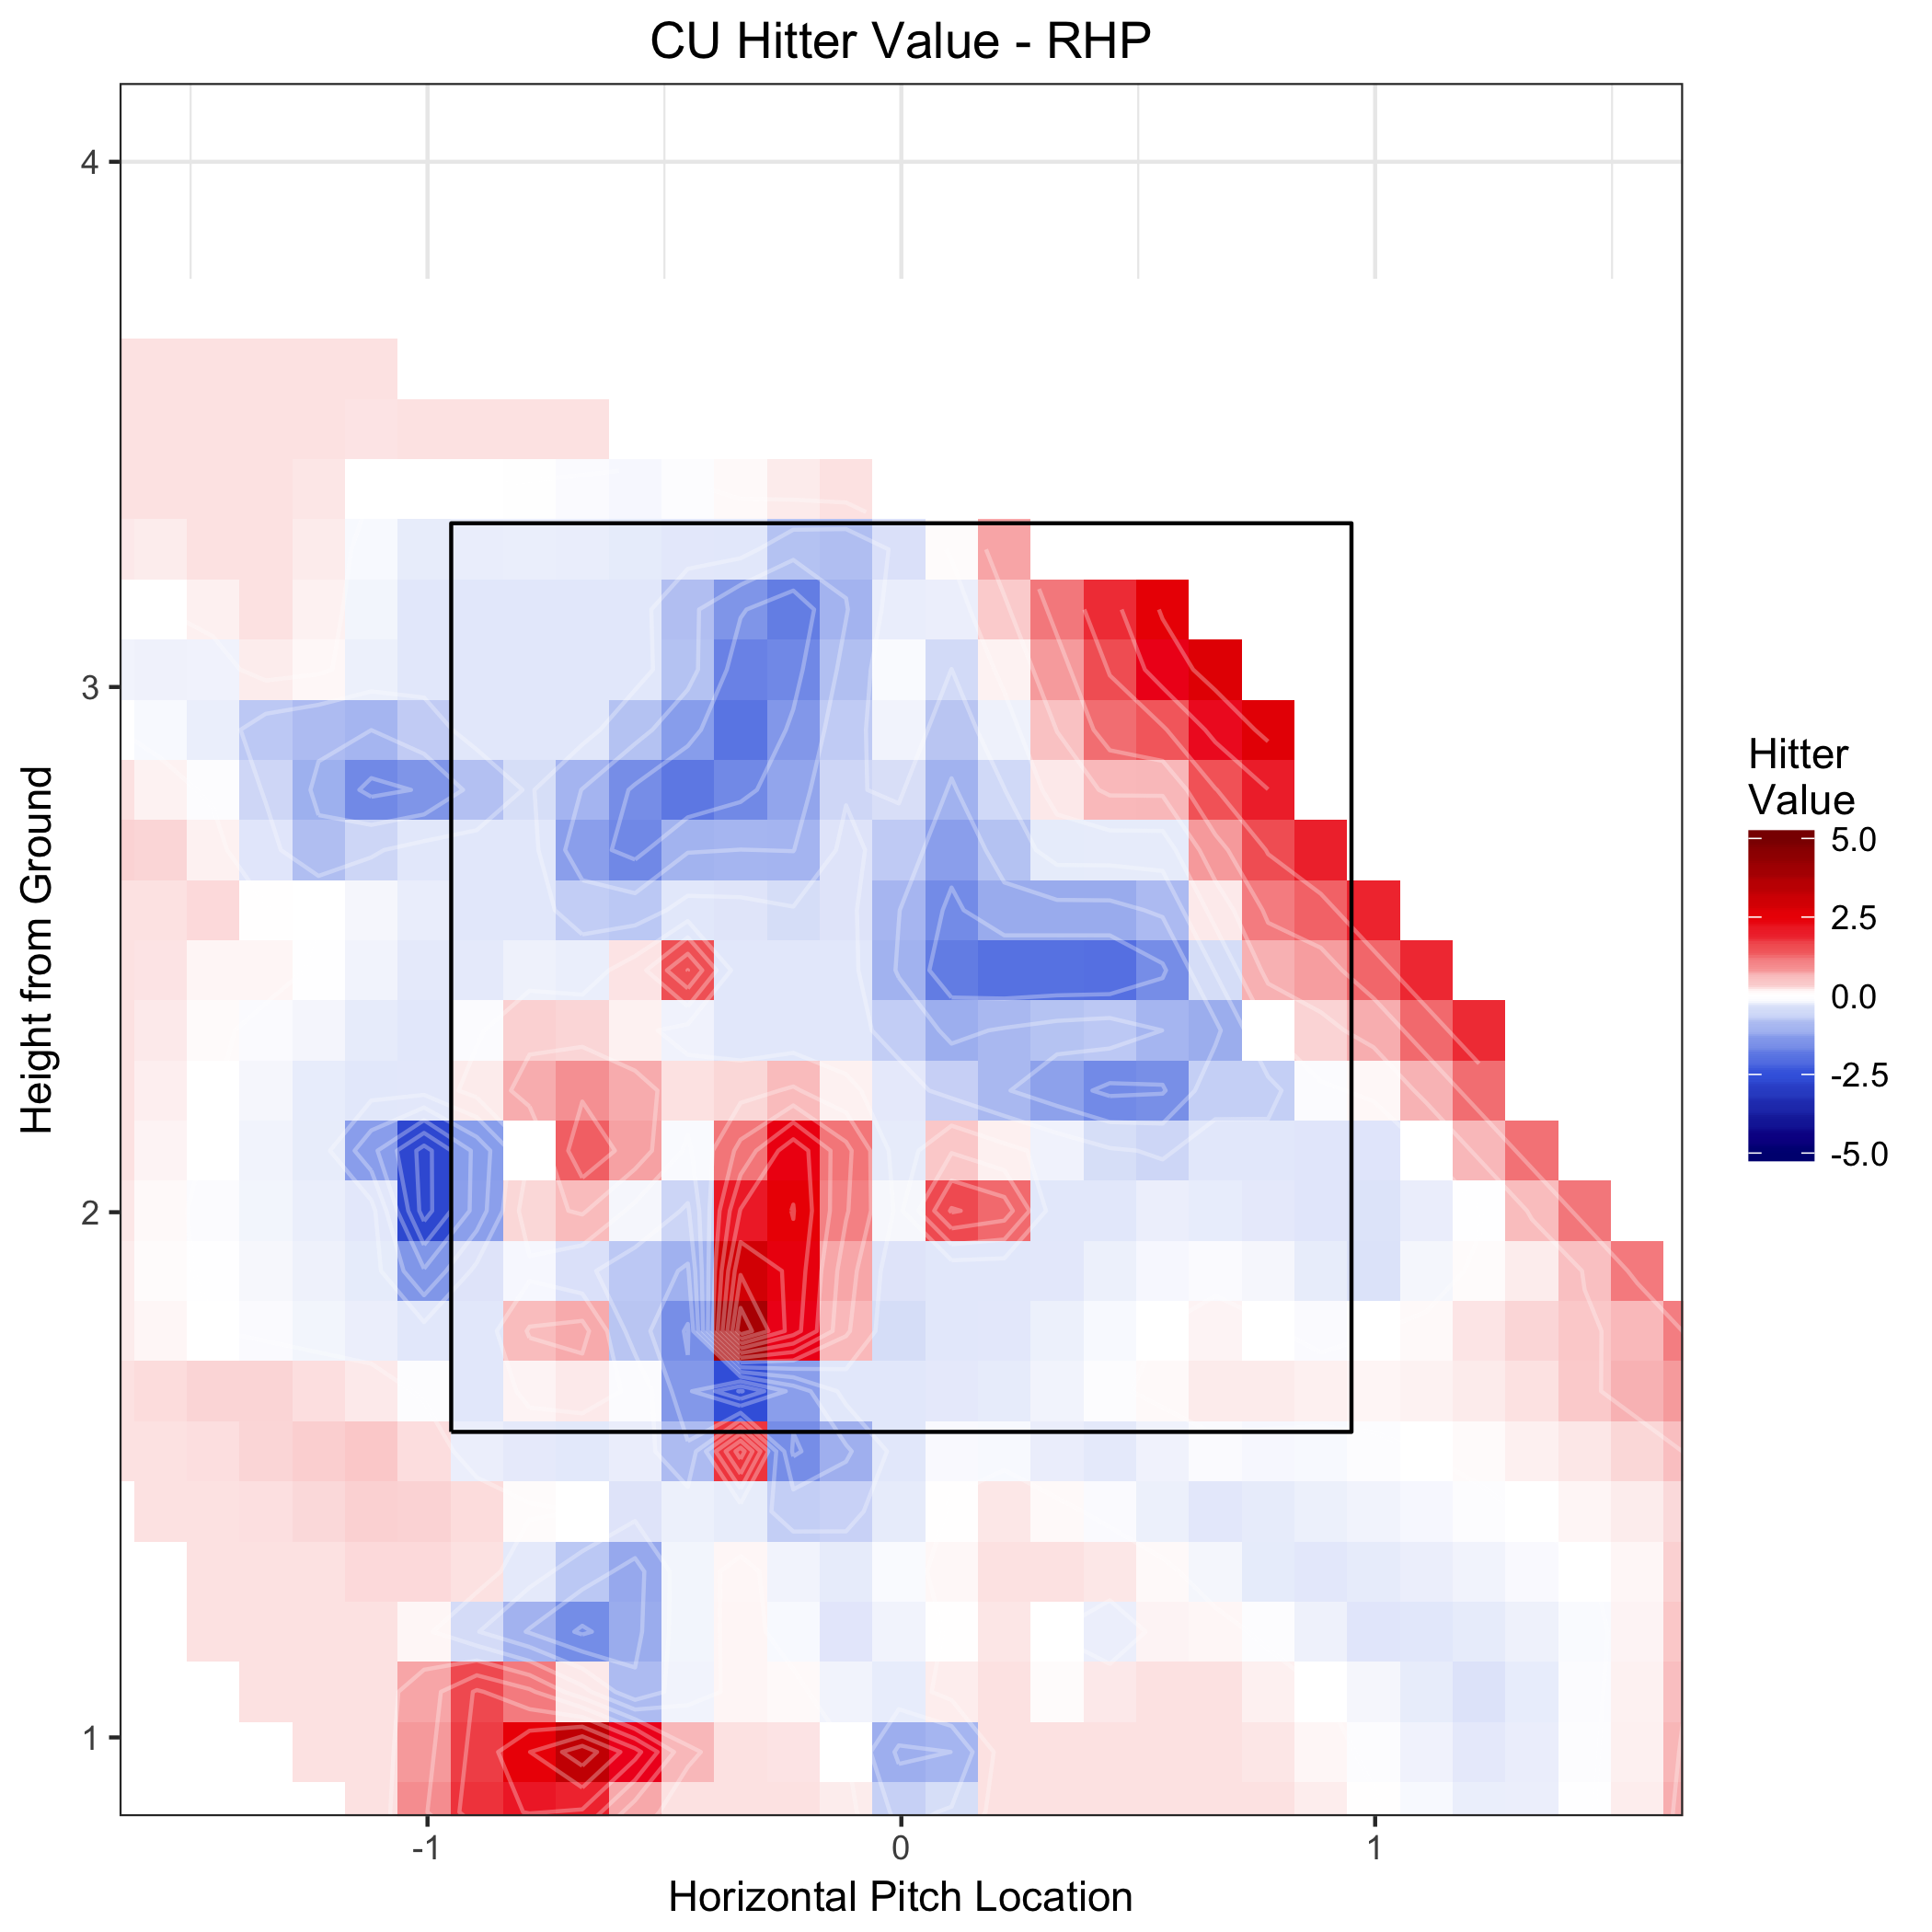 CU Hitter Value - RHP
4
3
2
1
Height from Ground
-1
0
1
Horizontal Pitch Location
Hitter
Value
5.0
2.5
0.0
-2.5
-5.0